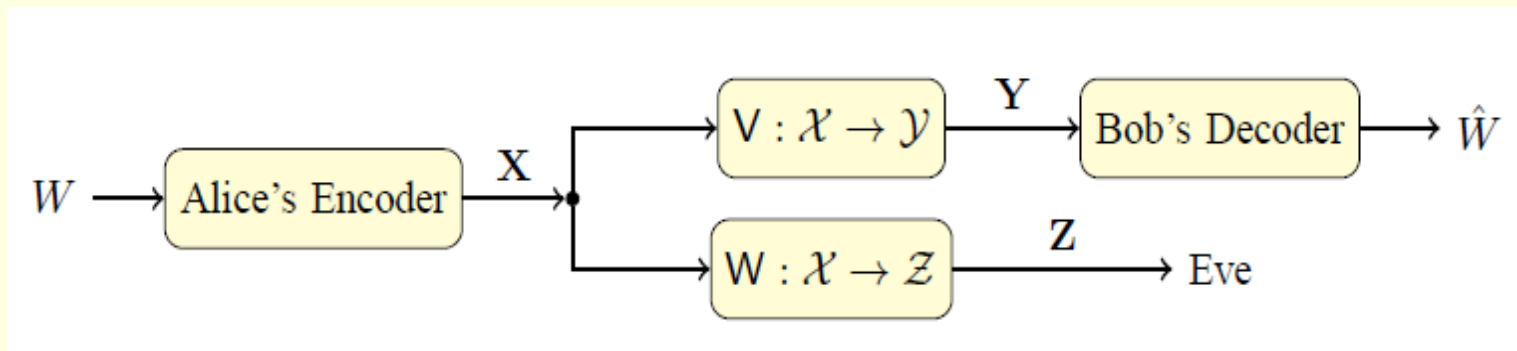 Y
V : 𝒳 → 𝒴 Bob's Decoder Ŵ
X
W Alice's Encoder
Z
W : 𝒳 → 𝒵 Eve